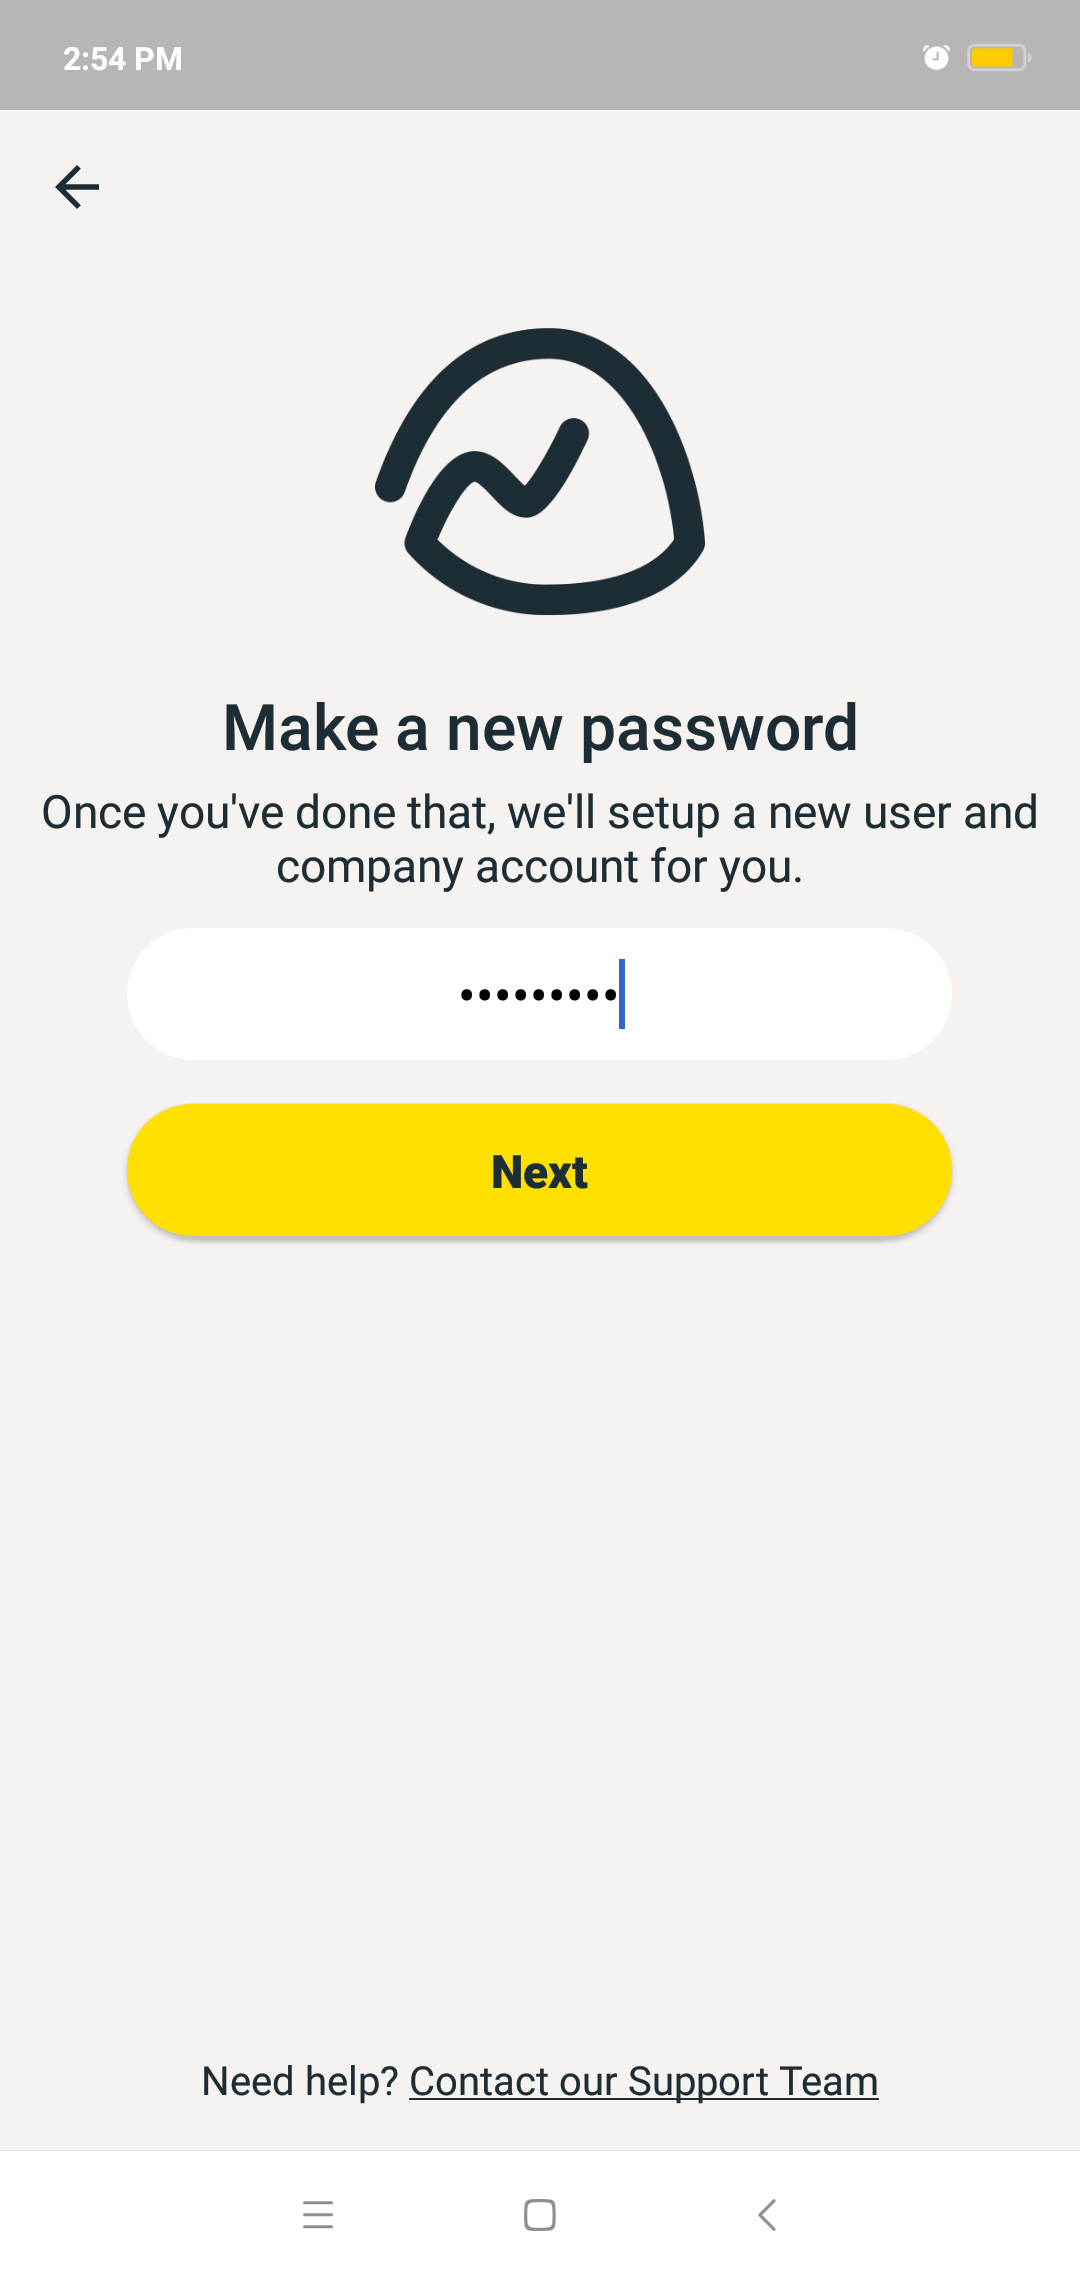 2:54 PM
Make a new password
Once you've done that, we'll setup a new user and
company account for you.
•••••••••
Next
Need help? Contact our Support Team